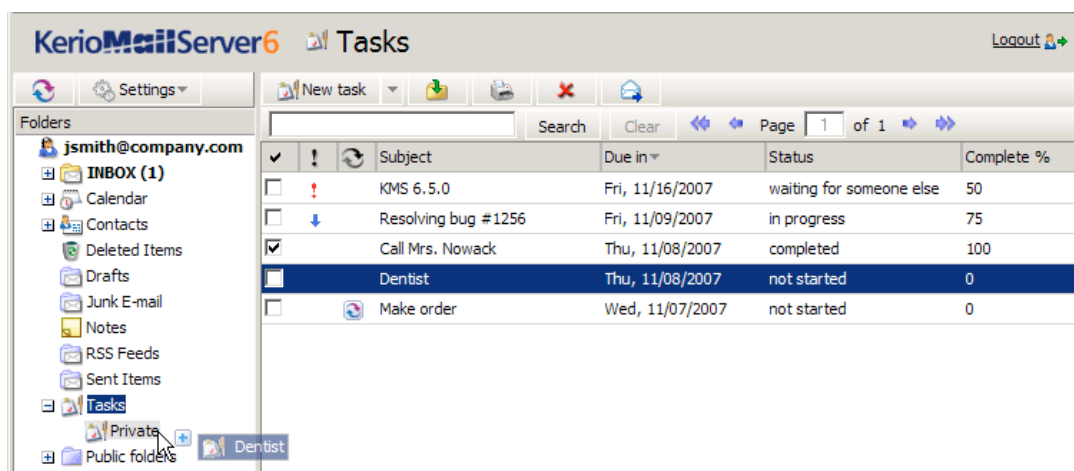 KerioMailServer6 Tasks Logout
Settings New task
Folders Search Clear Page 1 of 1
jsmith@company.com ! Subject Due in Status Complete %
INBOX (1) ! KMS 6.5.0 Fri, 11/16/2007 waiting for someone else 50
Calendar Resolving bug #1256 Fri, 11/09/2007 in progress 75
Contacts
Deleted Items Call Mrs. Nowack Thu, 11/08/2007 completed 100
Drafts Dentist Thu, 11/08/2007 not started 0
Junk E-mail Make order Wed, 11/07/2007 not started 0
Notes
RSS Feeds
Sent Items
Tasks
Private
Dentist
Public folders